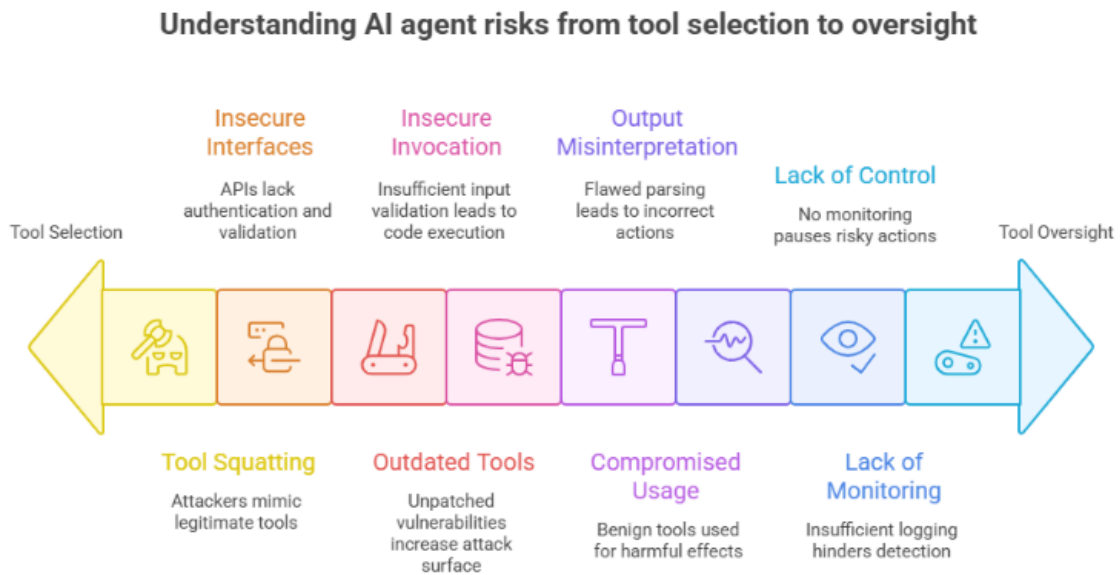 Understanding AI agent risks from tool selection to oversight
Insecure
Interfaces
APIs lack
authentication and
validation
Insecure
Invocation
Insufficient input
validation leads to
code execution
Output
Misinterpretation
Flawed parsing
leads to incorrect
actions
Lack of Control
No monitoring
pauses risky actions
Tool Selection
Tool Oversight
Tool Squatting
Attackers mimic
legitimate tools
Outdated Tools
Unpatched
vulnerabilities
increase attack
surface
Compromised
Usage
Benign tools used
for harmful effects
Lack of
Monitoring
Insufficient logging
hinders detection